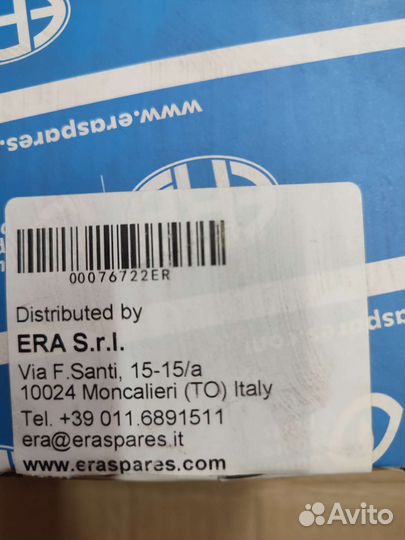 www.eraspares.
00076722ER
Distributed by
ERA S.r.l.
Via F.Santi, 15-15/a
10024 Moncalieri (TO) Italy
Tel. +39 011.6891511
era@eraspares.it
www.eraspares.com
Avito